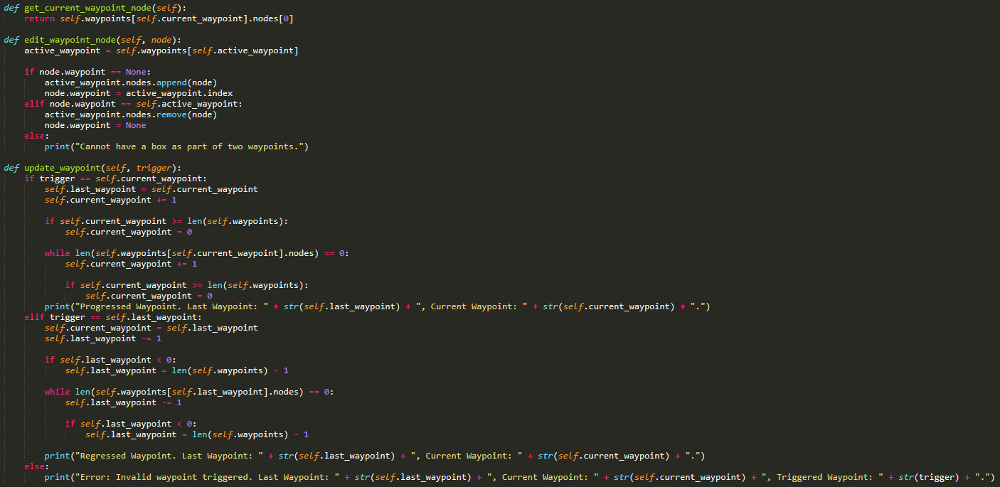 def get_current_waypoint_node(self):
    return self.waypoints[self.current_waypoint].nodes[0]

def edit_waypoint_node(self, node):
    active_waypoint = self.waypoints[self.active_waypoint]

    if node.waypoint == None:
        active_waypoint.nodes.append(node)
        node.waypoint = active_waypoint.index
    elif node.waypoint == self.active_waypoint:
        active_waypoint.nodes.remove(node)
        node.waypoint = None
    else:
        print("Cannot have a box as part of two waypoints.")

def update_waypoint(self, trigger):
    if trigger == self.current_waypoint:
        self.last_waypoint = self.current_waypoint
        self.current_waypoint += 1

        if self.current_waypoint >= len(self.waypoints):
            self.current_waypoint = 0

        while len(self.waypoints[self.current_waypoint].nodes) == 0:
            self.current_waypoint += 1

            if self.current_waypoint >= len(self.waypoints):
                self.current_waypoint = 0
        print("Progressed Waypoint. Last Waypoint: " + str(self.last_waypoint) + ", Current Waypoint: " + str(self.current_waypoint) + ".")
    elif trigger == self.last_waypoint:
        self.current_waypoint = self.last_waypoint
        self.last_waypoint -= 1

        if self.last_waypoint < 0:
            self.last_waypoint = len(self.waypoints) - 1

        while len(self.waypoints[self.last_waypoint].nodes) == 0:
            self.last_waypoint -= 1

            if self.last_waypoint < 0:
                self.last_waypoint = len(self.waypoints) - 1

        print("Regressed Waypoint. Last Waypoint: " + str(self.last_waypoint) + ", Current Waypoint: " + str(self.current_waypoint) + ".")
    else:
        print("Error: Invalid waypoint triggered. Last Waypoint: " + str(self.last_waypoint) + ", Current Waypoint: " + str(self.current_waypoint) + ", Triggered Waypoint: " + str(trigger) + ".")